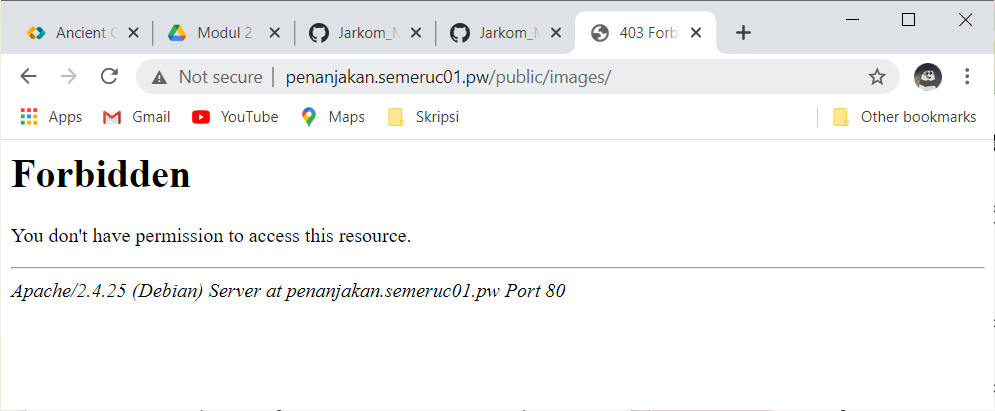 Ancient
Modul 2
Jarkom_M
Jarkom_M
403 Forb
Not secure
penanjakan.semeruc01.pw/public/images/
Apps
Gmail
YouTube
Maps
Skripsi
Other bookmarks
Forbidden
You don't have permission to access this resource.
Apache/2.4.25 (Debian) Server at penanjakan.semeruc01.pw Port 80